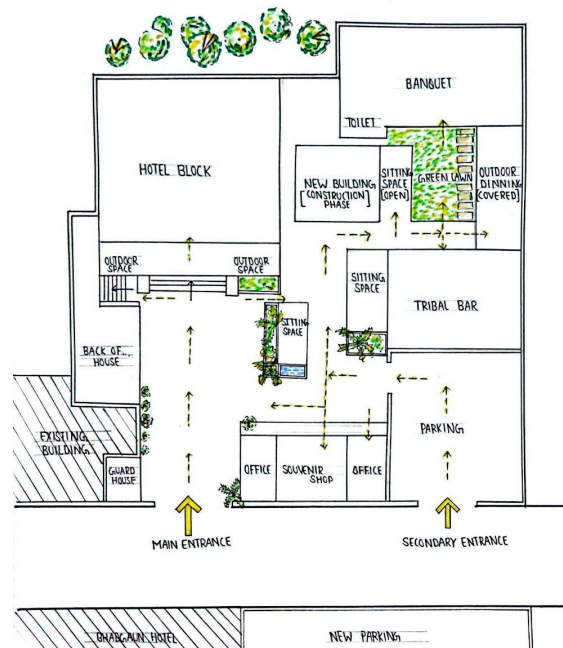 BANQUET
TOILET
HOTEL BLOCK
NEW BUILDING
[CONSTRUCTION
PHASE]
SITTING
SPACE
[OPEN]
GREEN LAWN
OUTDOOR
DINNING
[COVERED]
OUTDOOR
SPACE
OUTDOOR
SPACE
SITTING
SPACE
TRIBAL BAR
SITTING
SPACE
BACK OF
HOUSE
PARKING
EXISTING
BUILDING
GUARD
HOUSE
OFFICE
SOUVENIR
SHOP
OFFICE
MAIN ENTRANCE
SECONDARY ENTRANCE
BHADGAUN HOTEL
NEW PARKING